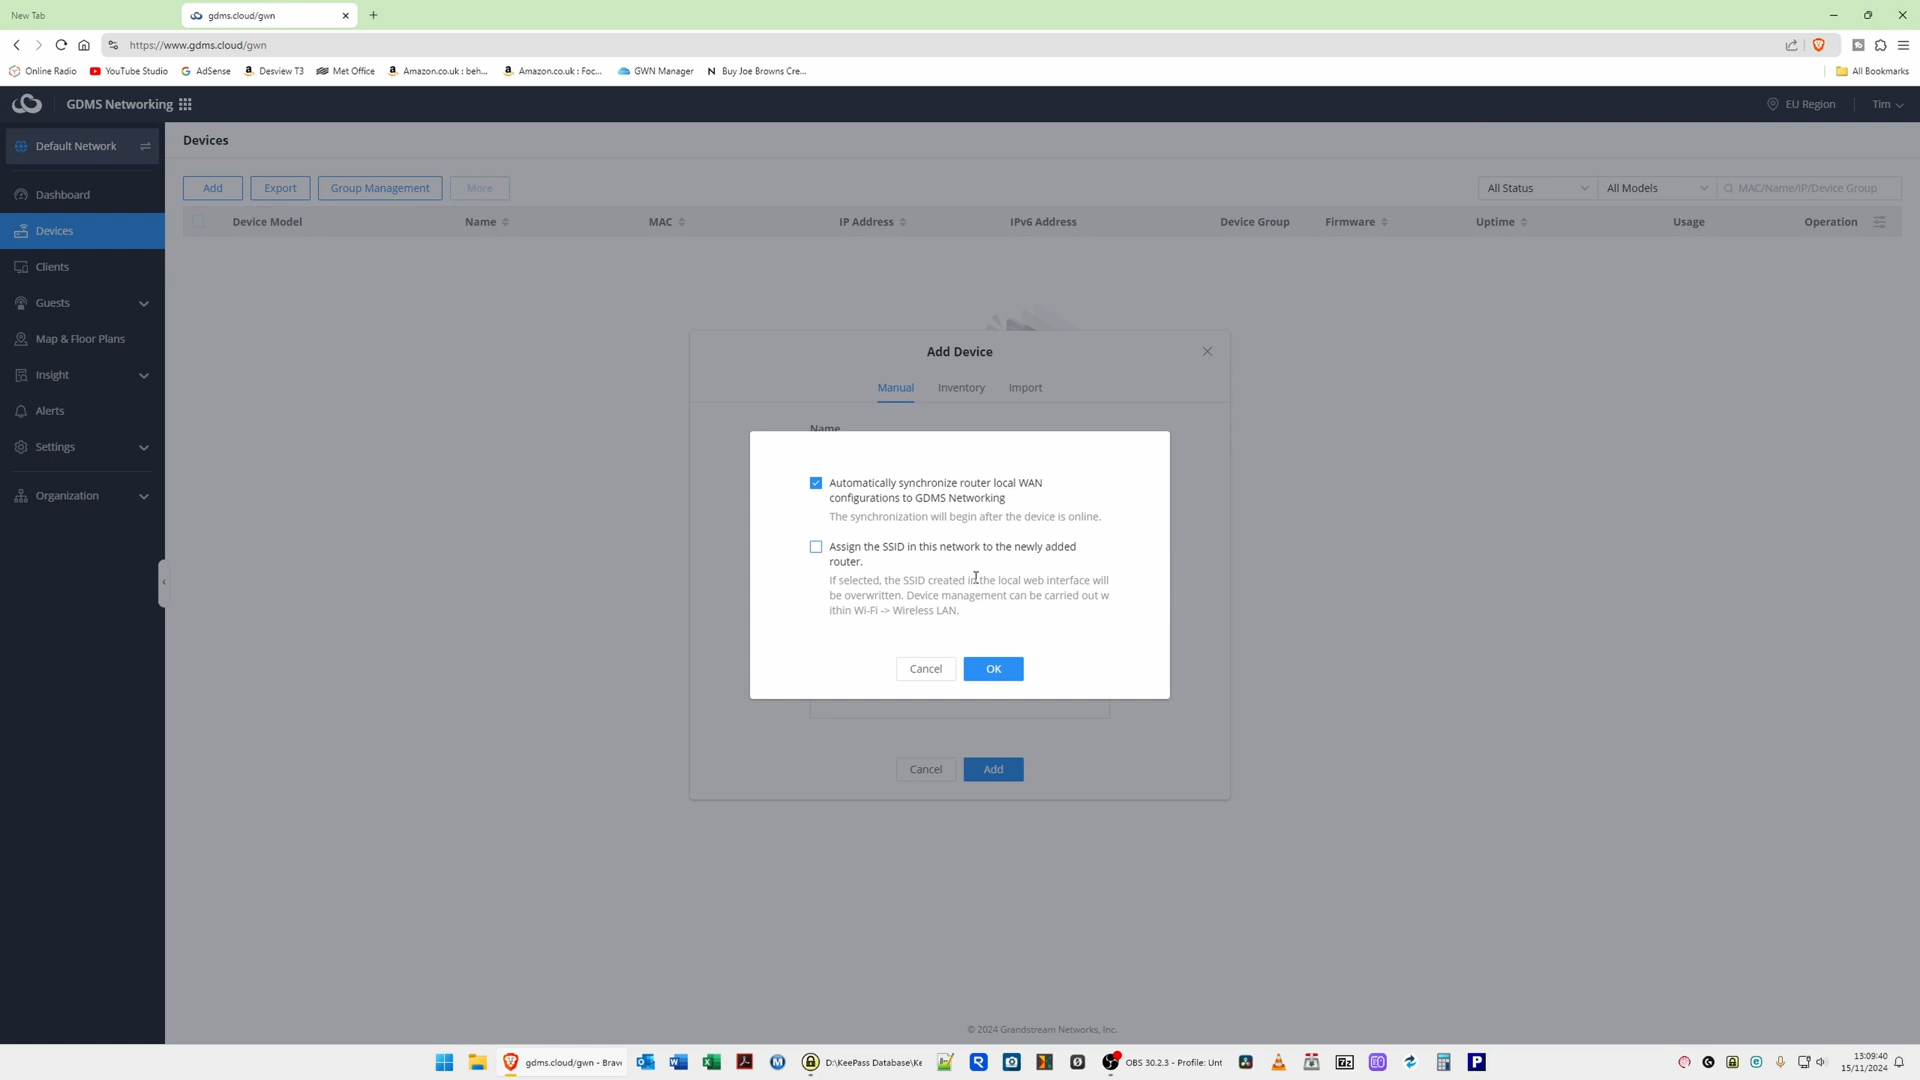 New Tab
gdms.cloud/gwn
https://www.gdms.cloud/gwn
Online Radio
YouTube Studio
AdSense
Desview T3
Met Office
Amazon.co.uk : beh...
Amazon.co.uk : Foc...
GWN Manager
Buy Joe Browns Cre...
All Bookmarks
GDMS Networking
EU Region
Tim
Default Network
Dashboard
Devices
Clients
Guests
Map & Floor Plans
Insight
Alerts
Settings
Organization
Devices
Add
Export
Group Management
More
All Status
All Models
MAC/Name/IP/Device Group
Device Model
Name
MAC
IP Address
IPv6 Address
Device Group
Firmware
Uptime
Usage
Operation
Add Device
Manual
Inventory
Import
Name
Automatically synchronize router local WAN
configurations to GDMS Networking
The synchronization will begin after the device is online.
Assign the SSID in this network to the newly added
router.
If selected, the SSID created in the local web interface will
be overwritten. Device management can be carried out w
ithin Wi-Fi -> Wireless LAN.
Cancel
OK
Cancel
Add
© 2024 Grandstream Networks, Inc.
gdms.cloud/gwn - Brave
D:\KeePass Database\Ke
OBS 30.2.3 - Profile: Unt
13:09:40
15/11/2024